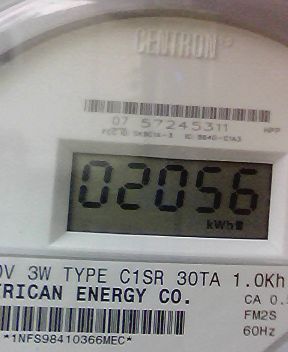 CENTRON®
07 57245311 HPP
02056
kWh
0V 3W TYPE C1SR 30TA 1.0Kh
RICAN ENERGY CO. CA 0.
FM2S
*1NFS98410366MEC* 60Hz